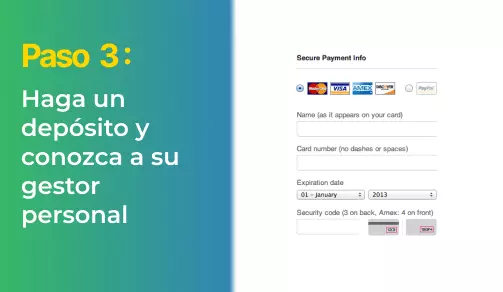 Paso 3:
Haga un
depósito y
conozca a su
gestor
personal
Secure Payment Info
MasterCard VISA AMEX DISCOVER PayPal
Name (as it appears on your card)
Card number (no dashes or spaces)
Expiration date
01 - January 2013
Security code (3 on back, Amex: 4 on front)